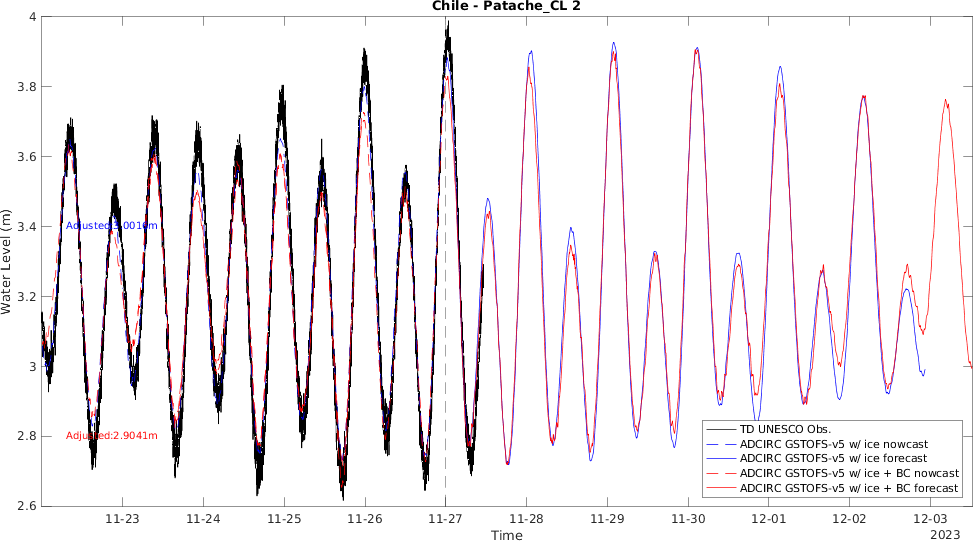 Chile - Patache_CL 2
4
3.8
3.6
3.4
3.2
3
2.8
2.6
Water Level (m)
Adjusted:3.0010m
Adjusted:2.9041m
TD UNESCO Obs.
ADCIRC GSTOFS-v5 w/ ice nowcast
ADCIRC GSTOFS-v5 w/ ice forecast
ADCIRC GSTOFS-v5 w/ ice + BC nowcast
ADCIRC GSTOFS-v5 w/ ice + BC forecast
11-23 11-24 11-25 11-26 11-27 11-28 11-29 11-30 12-01 12-02 12-03
Time
2023